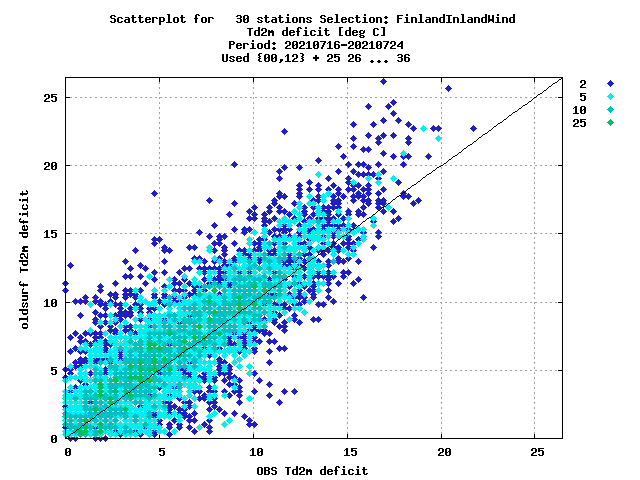 Scatterplot for   30 stations Selection: FinlandInlandWind
Td2m deficit [deg C]
Period: 20210716-20210724
Used {00,12} + 25 26 ... 36
2
5
10
25
oldsurf Td2m deficit
25
20
15
10
5
0
0 5 10 15 20 25
OBS Td2m deficit